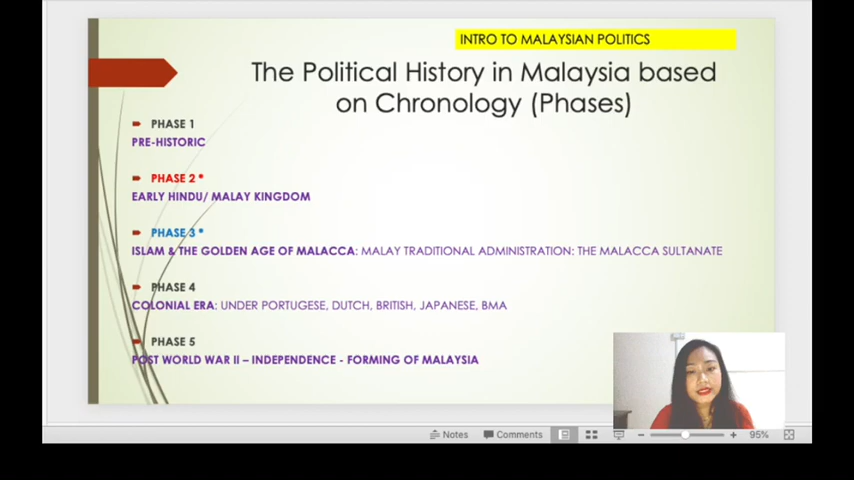 INTRO TO MALAYSIAN POLITICS
The Political History in Malaysia based
on Chronology (Phases)
PHASE 1
PRE-HISTORIC
PHASE 2 *
EARLY HINDU/ MALAY KINGDOM
PHASE 3 *
ISLAM & THE GOLDEN AGE OF MALACCA: MALAY TRADITIONAL ADMINISTRATION: THE MALACCA SULTANATE
PHASE 4
COLONIAL ERA: UNDER PORTUGESE, DUTCH, BRITISH, JAPANESE, BMA
PHASE 5
POST WORLD WAR II – INDEPENDENCE - FORMING OF MALAYSIA
Notes Comments 95%